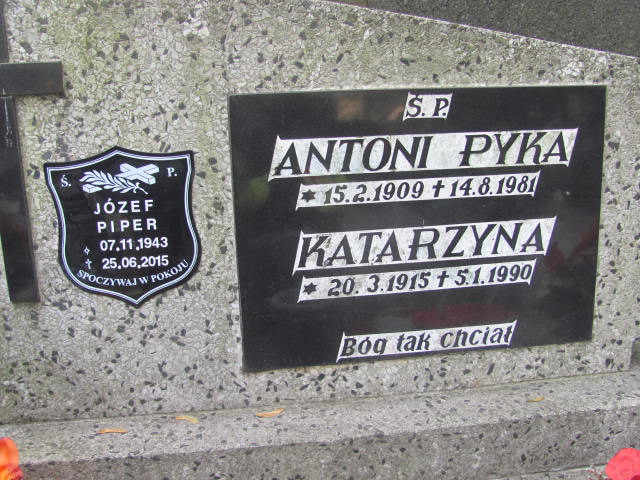 Ś. P.
JÓZEF
PIPER
07.11.1943
✝ 25.06.2015
SPOCZYWAJ W POKOJU
Ś. P.
ANTONI PYKA
✶ 15.2.1909 ✝ 14.8.1981
KATARZYNA
✶ 20.3.1915 ✝ 5.1.1990
Bóg tak chciał